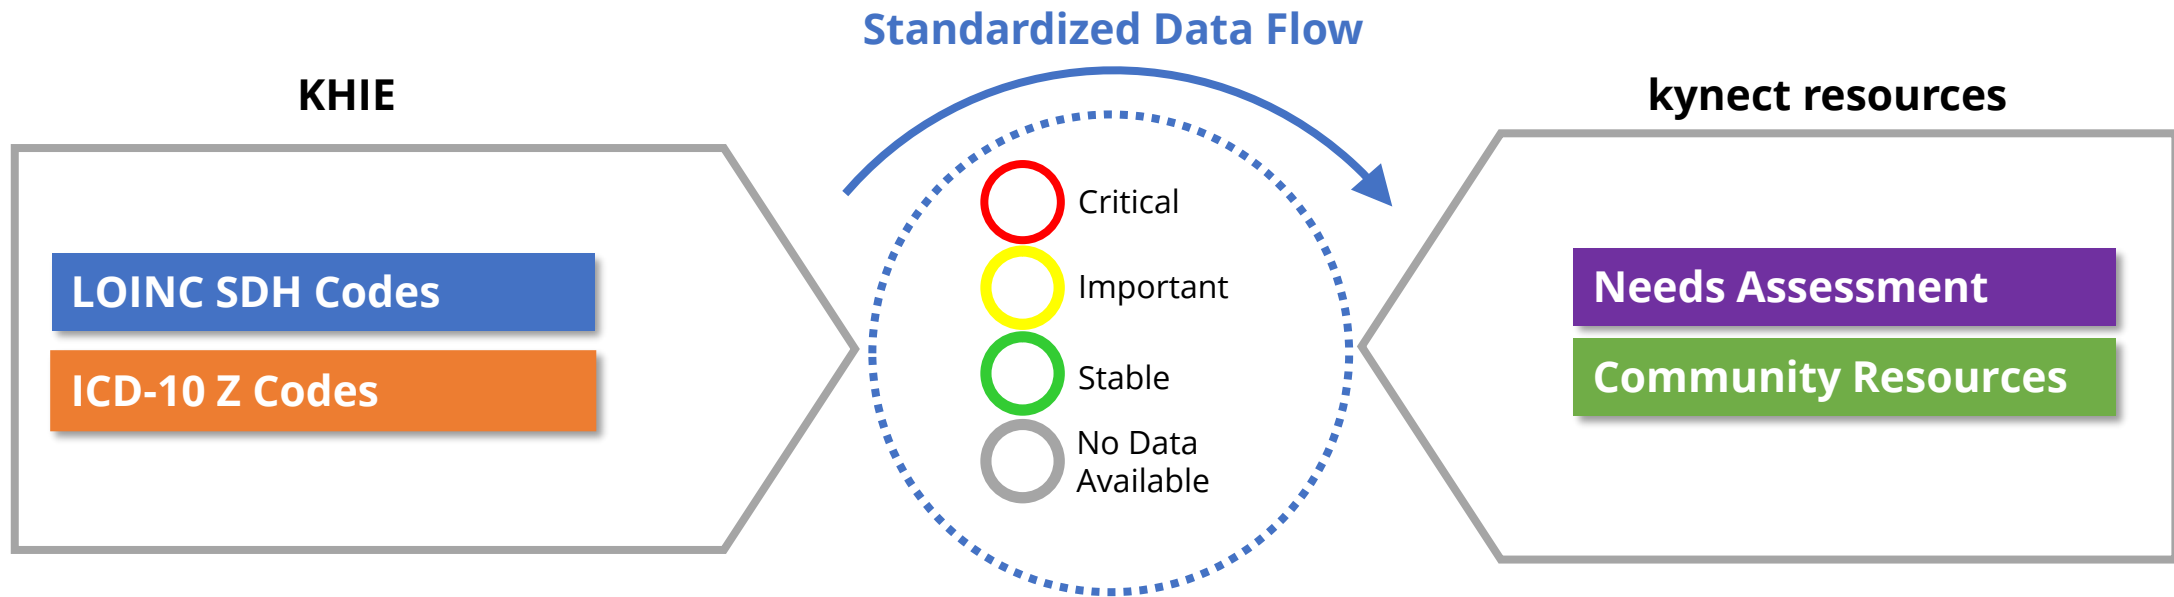 Standardized Data Flow
KHIE
kynect resources
LOINC SDH Codes
ICD-10 Z Codes
Critical
Important
Stable
No Data
Available
Needs Assessment
Community Resources